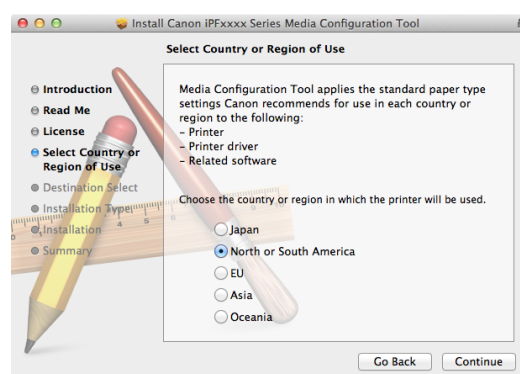 Install Canon iPFxxxx Series Media Configuration Tool
Select Country or Region of Use
Introduction
Read Me
License
Select Country or
Region of Use
Destination Select
Installation Type
Installation
Summary
Media Configuration Tool applies the standard paper type
settings Canon recommends for use in each country or
region to the following:
– Printer
– Printer driver
– Related software
Choose the country or region in which the printer will be used.
Japan
North or South America
EU
Asia
Oceania
4 5
Go Back Continue